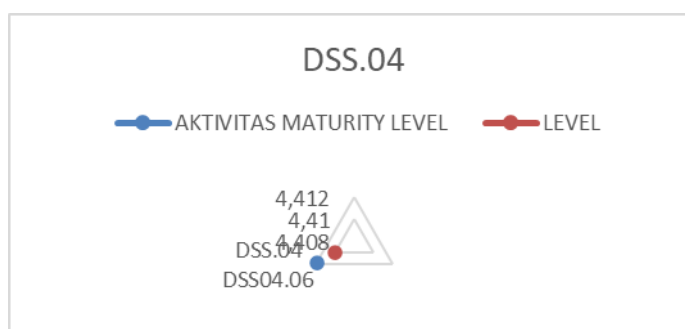 DSS.04
AKTIVITAS MATURITY LEVEL LEVEL
4,412
4,41
4,408
DSS.04
DSS04.06